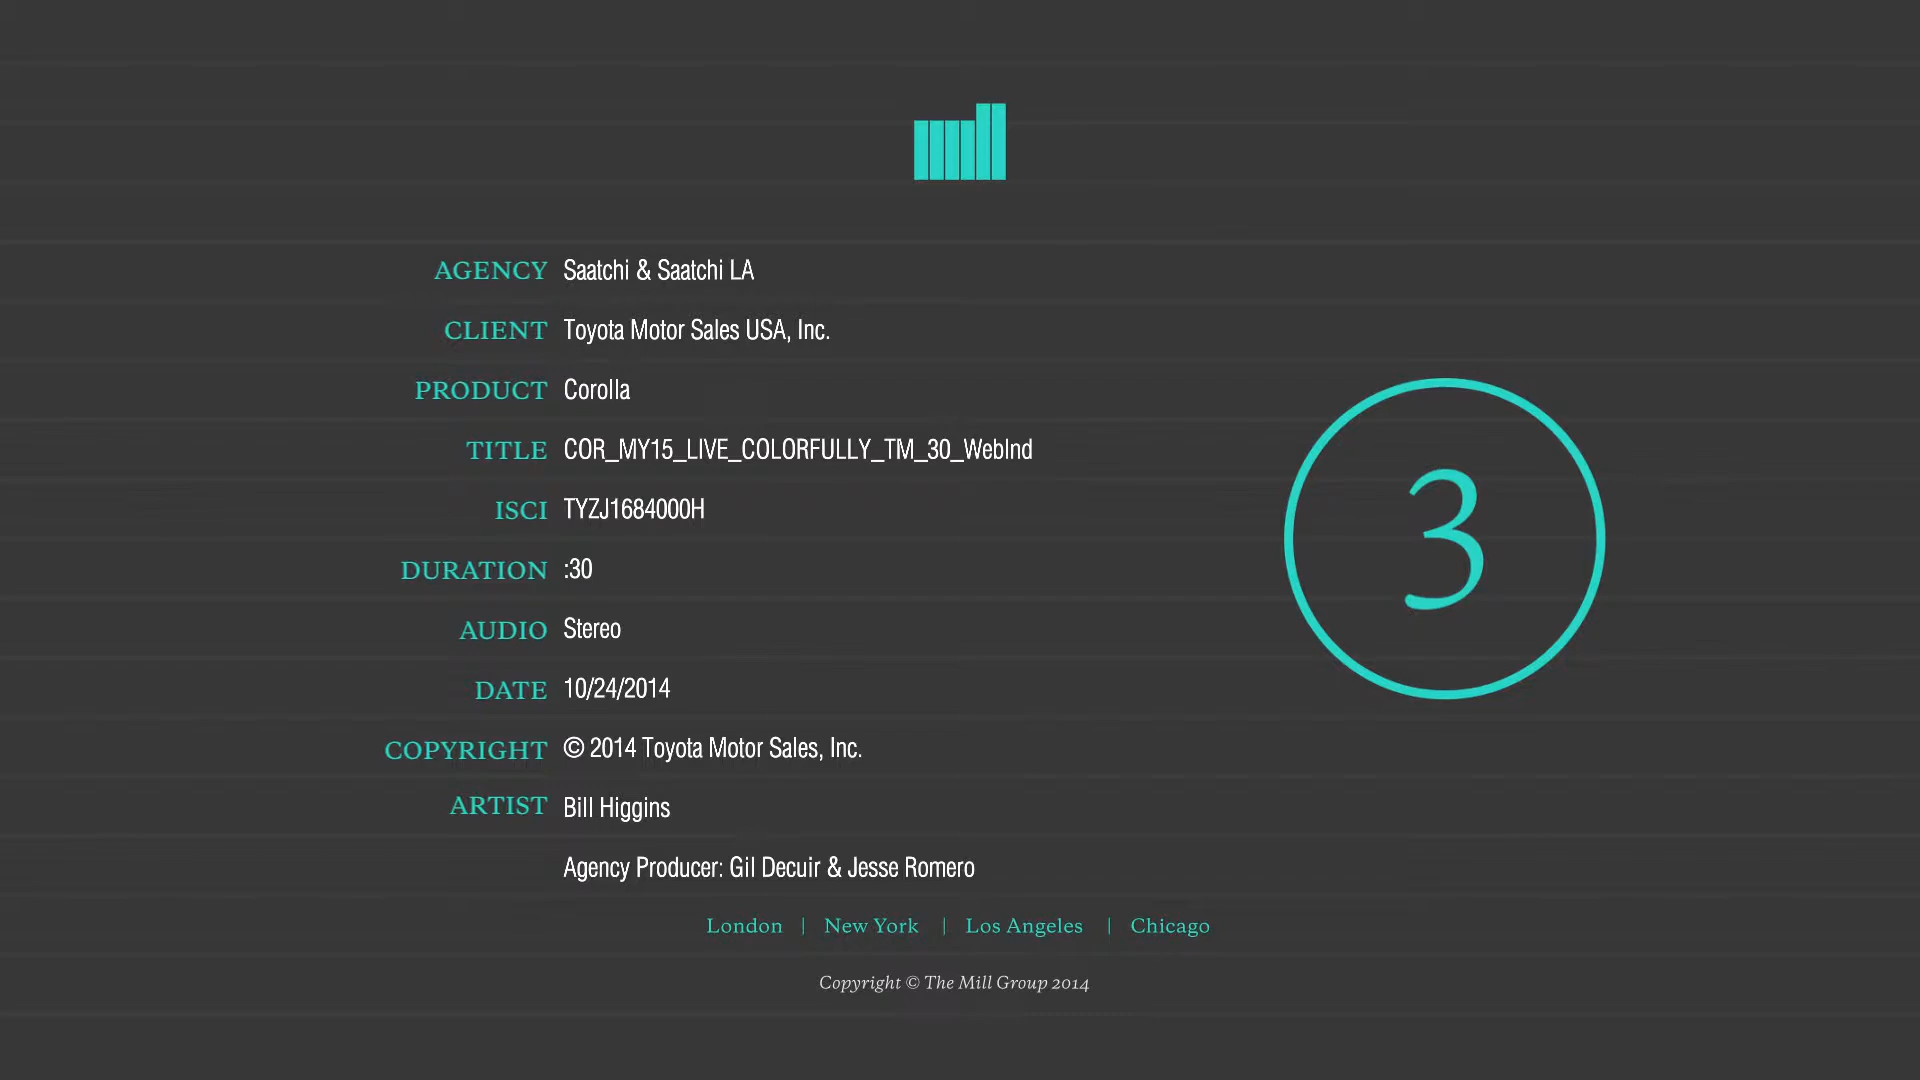 AGENCY Saatchi & Saatchi LA
CLIENT Toyota Motor Sales USA, Inc.
PRODUCT Corolla
TITLE COR_MY15_LIVE_COLORFULLY_TM_30_WebInd
ISCI TYZJ1684000H
DURATION :30
AUDIO Stereo
DATE 10/24/2014
COPYRIGHT © 2014 Toyota Motor Sales, Inc.
ARTIST Bill Higgins
Agency Producer: Gil Decuir & Jesse Romero
3
London | New York | Los Angeles | Chicago
Copyright © The Mill Group 2014